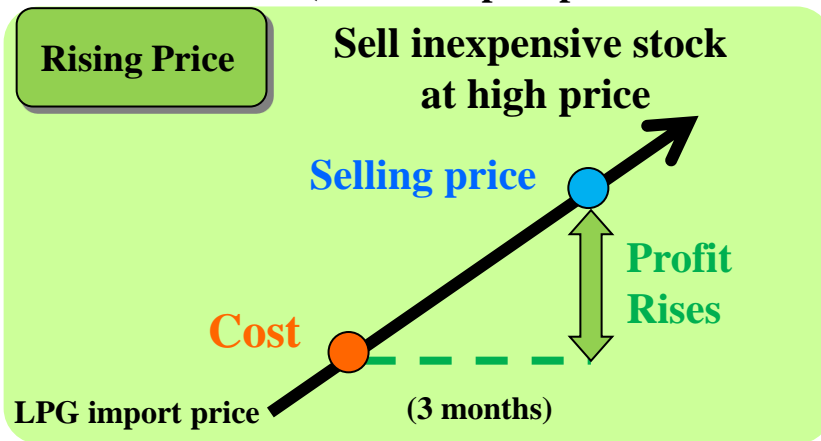 Rising Price
Sell inexpensive stock
at high price
Selling price
Profit
Rises
Cost
LPG import price
(3 months)